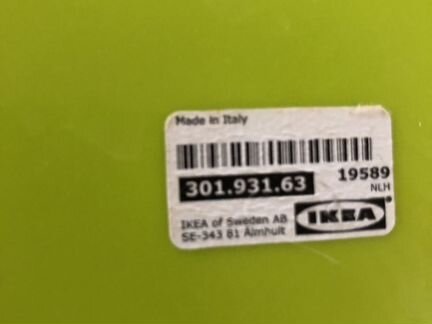 Made in Italy
301.931.63
19589
NLH
IKEA of Sweden AB
SE-343 81 Älmhult
IKEA®